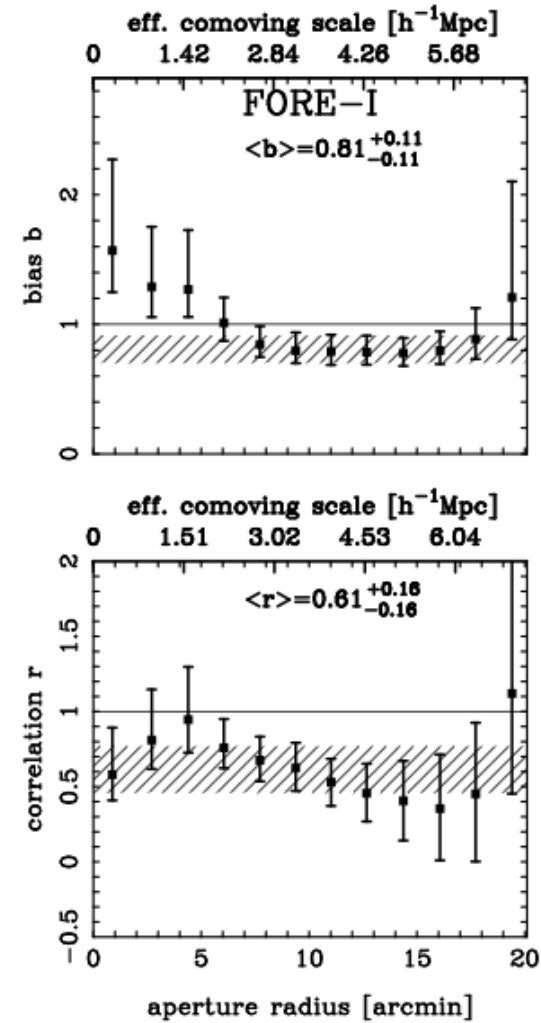 eff. comoving scale [h⁻¹Mpc]
0 1.42 2.84 4.26 5.68
FORE-I
<b>=0.81 +0.11 -0.11
2
1
0
bias b
eff. comoving scale [h⁻¹Mpc]
0 1.51 3.02 4.53 6.04
<r>=0.61 +0.16 -0.16
2
1.5
1
0.5
0
-0.5
correlation r
0 5 10 15 20
aperture radius [arcmin]